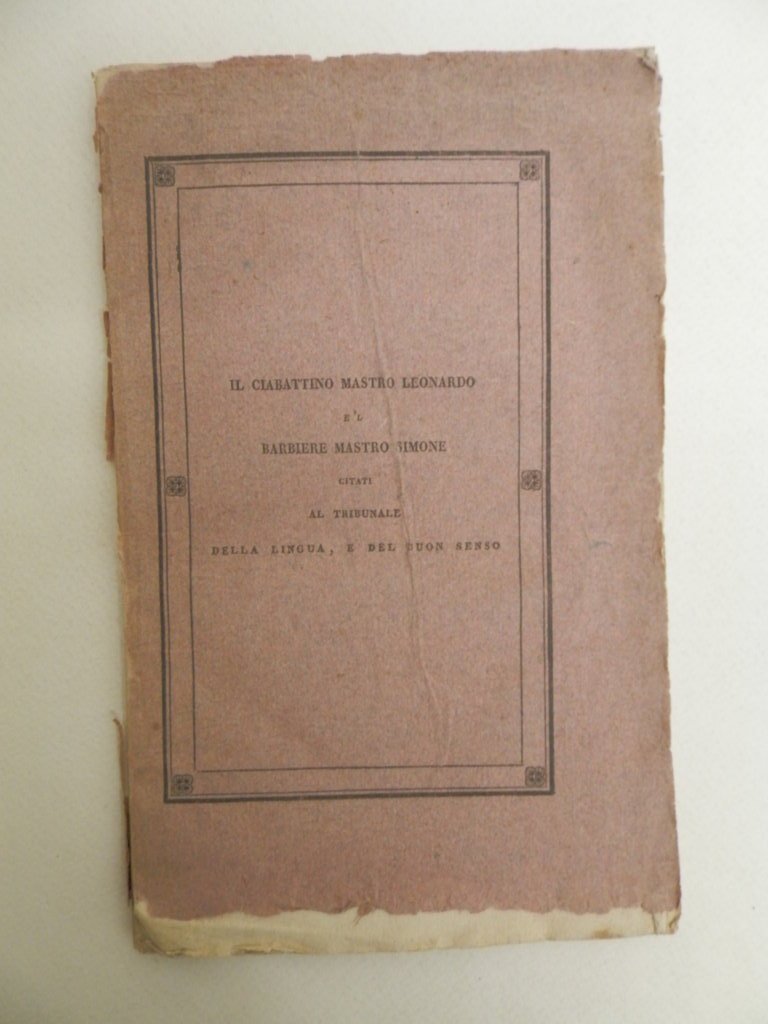 IL CIABATTINO MASTRO LEONARDO
E'L
BARBIERE MASTRO SIMONE
CITATI
AL TRIBUNALE
DELLA LINGUA, E DEL BUON SENSO